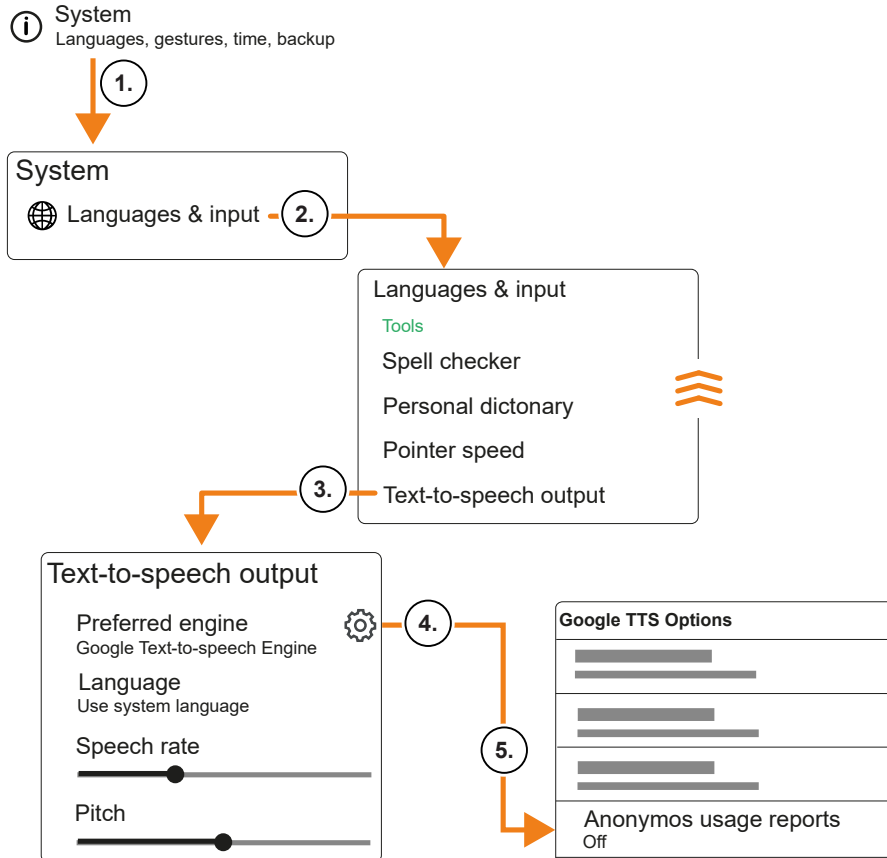 System
Languages, gestures, time, backup
1.
System
Languages & input
2.
Languages & input
Tools
Spell checker
Personal dictonary
Pointer speed
Text-to-speech output
3.
Text-to-speech output
Preferred engine
Google Text-to-speech Engine
Language
Use system language
Speech rate
Pitch
4.
5.
Google TTS Options
Anonymos usage reports
Off